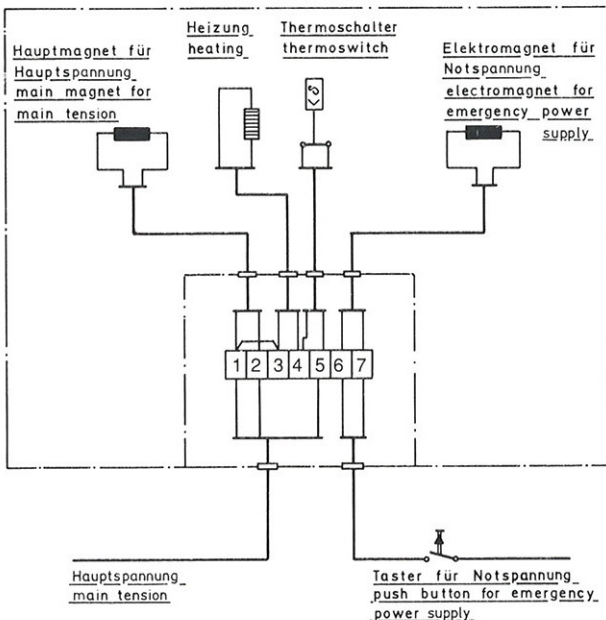 Hauptmagnet für
Hauptspannung
main magnet for
main tension
Heizung
heating
Thermoschalter
thermoswitch
Elektromagnet für
Notspannung
electromagnet for
emergency power
supply
1 2 3 4 5 6 7
Hauptspannung
main tension
Taster für Notspannung
push button for emergency
power supply